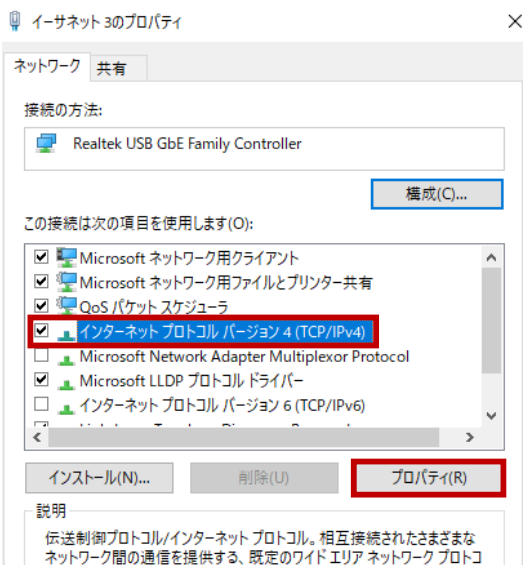 イーサネット 3のプロパティ
ネットワーク 共有
接続の方法:
Realtek USB GbE Family Controller
構成(C)...
この接続は次の項目を使用します(O):
Microsoft ネットワーク用クライアント
Microsoft ネットワーク用ファイルとプリンター共有
QoS パケット スケジューラ
インターネット プロトコル バージョン 4 (TCP/IPv4)
Microsoft Network Adapter Multiplexor Protocol
Microsoft LLDP プロトコル ドライバー
インターネット プロトコル バージョン 6 (TCP/IPv6)
インストール(N)... 削除(U) プロパティ(R)
説明
伝送制御プロトコル/インターネット プロトコル。相互接続されたさまざまな
ネットワーク間の通信を提供する、既定のワイド エリア ネットワーク プロトコ